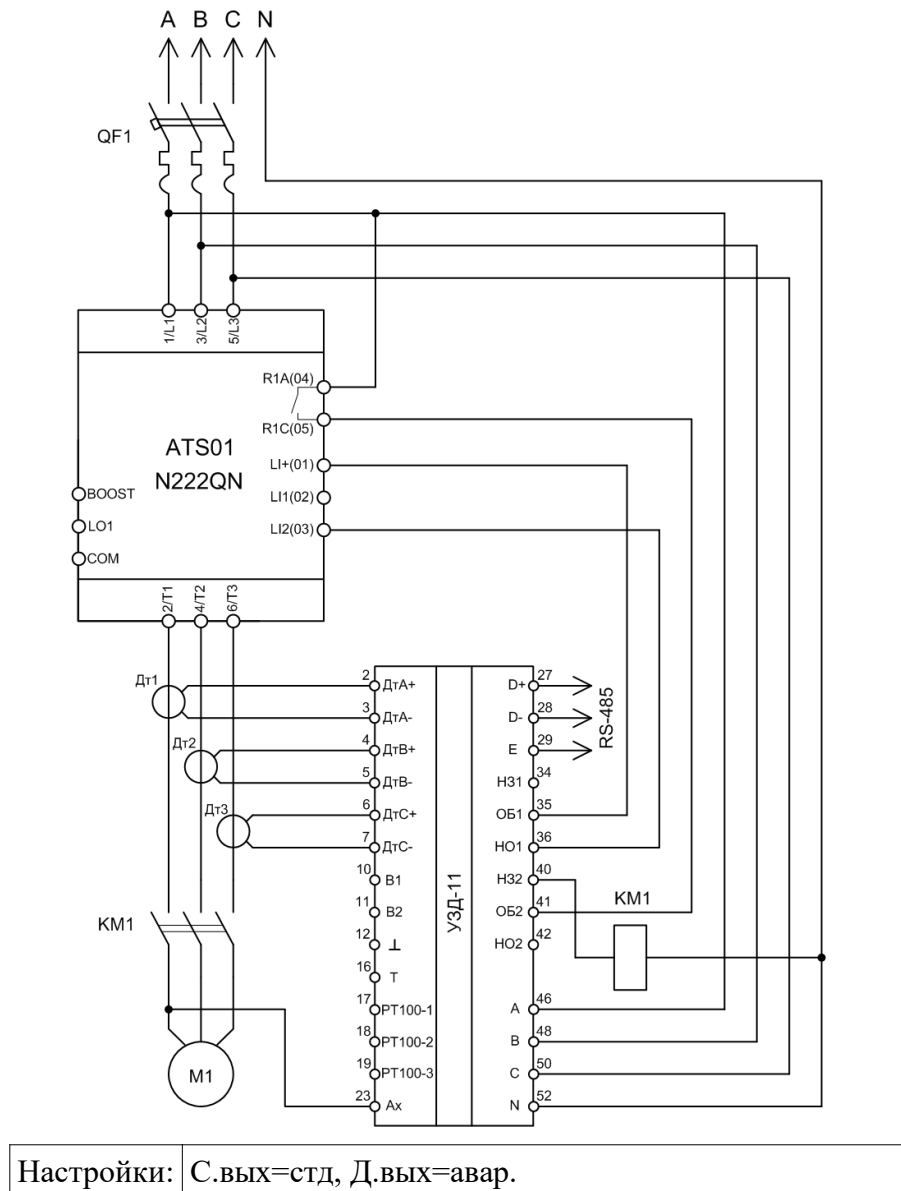 A B C N
QF1
1/L1 3/L2 5/L3
R1A(04)
R1C(05)
ATS01
N222QN
LI+(01)
LI1(02)
LI2(03)
BOOST
LO1
COM
2/T1 4/T2 6/T3
Дт1
Дт2
Дт3
KM1
M1
2 ДтА+
3 ДтА-
4 ДтВ+
5 ДтВ-
6 ДтС+
7 ДтС-
10 В1
11 В2
12 ⊥
16 Т
17 РТ100-1
18 РТ100-2
19 РТ100-3
23 Ах
УЗД-11
D+ 27
D- 28
E 29
RS-485
НЗ1 34
ОБ1 35
НО1 36
НЗ2 40
ОБ2 41
НО2 42
KM1
A 46
B 48
C 50
N 52
Настройки: С.вых=стд, Д.вых=авар.